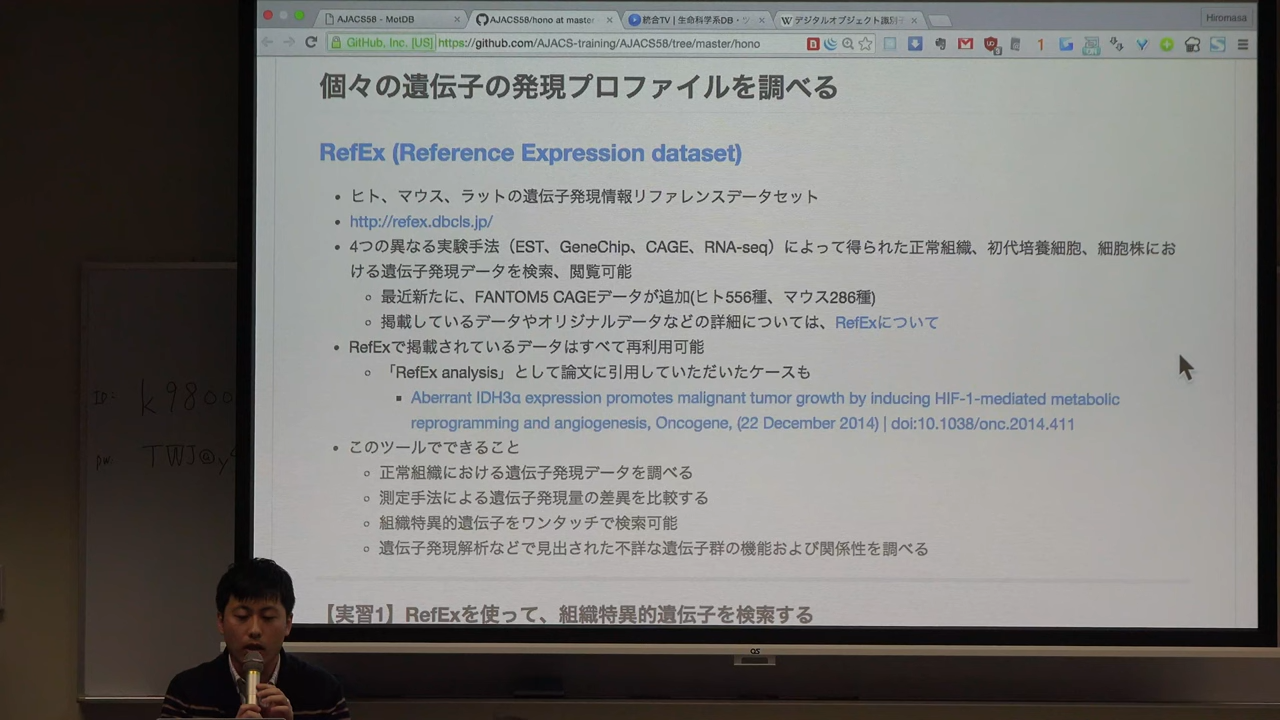 AJACS58 - MotDB
AJACS58/hono at master
統合TV | 生命科学系DB・ツ
デジタルオブジェクト識別子
Hiromasa
GitHub, Inc. [US] https://github.com/AJACS-training/AJACS58/tree/master/hono
個々の遺伝子の発現プロファイルを調べる
RefEx (Reference Expression dataset)
• ヒト、マウス、ラットの遺伝子発現情報リファレンスデータセット
• http://refex.dbcls.jp/
• 4つの異なる実験手法（EST、GeneChip、CAGE、RNA-seq）によって得られた正常組織、初代培養細胞、細胞株にお
ける遺伝子発現データを検索、閲覧可能
最近新たに、FANTOM5 CAGEデータが追加(ヒト556種、マウス286種)
掲載しているデータやオリジナルデータなどの詳細については、RefExについて
• RefExで掲載されているデータはすべて再利用可能
「RefEx analysis」として論文に引用していただいたケースも
Aberrant IDH3α expression promotes malignant tumor growth by inducing HIF-1-mediated metabolic
reprogramming and angiogenesis, Oncogene, (22 December 2014) | doi:10.1038/onc.2014.411
• このツールでできること
正常組織における遺伝子発現データを調べる
測定手法による遺伝子発現量の差異を比較する
組織特異的遺伝子をワンタッチで検索可能
遺伝子発現解析などで見出された不詳な遺伝子群の機能および関係性を調べる
【実習1】RefExを使って、組織特異的遺伝子を検索する
ID: k9800
pw: TWJ@y